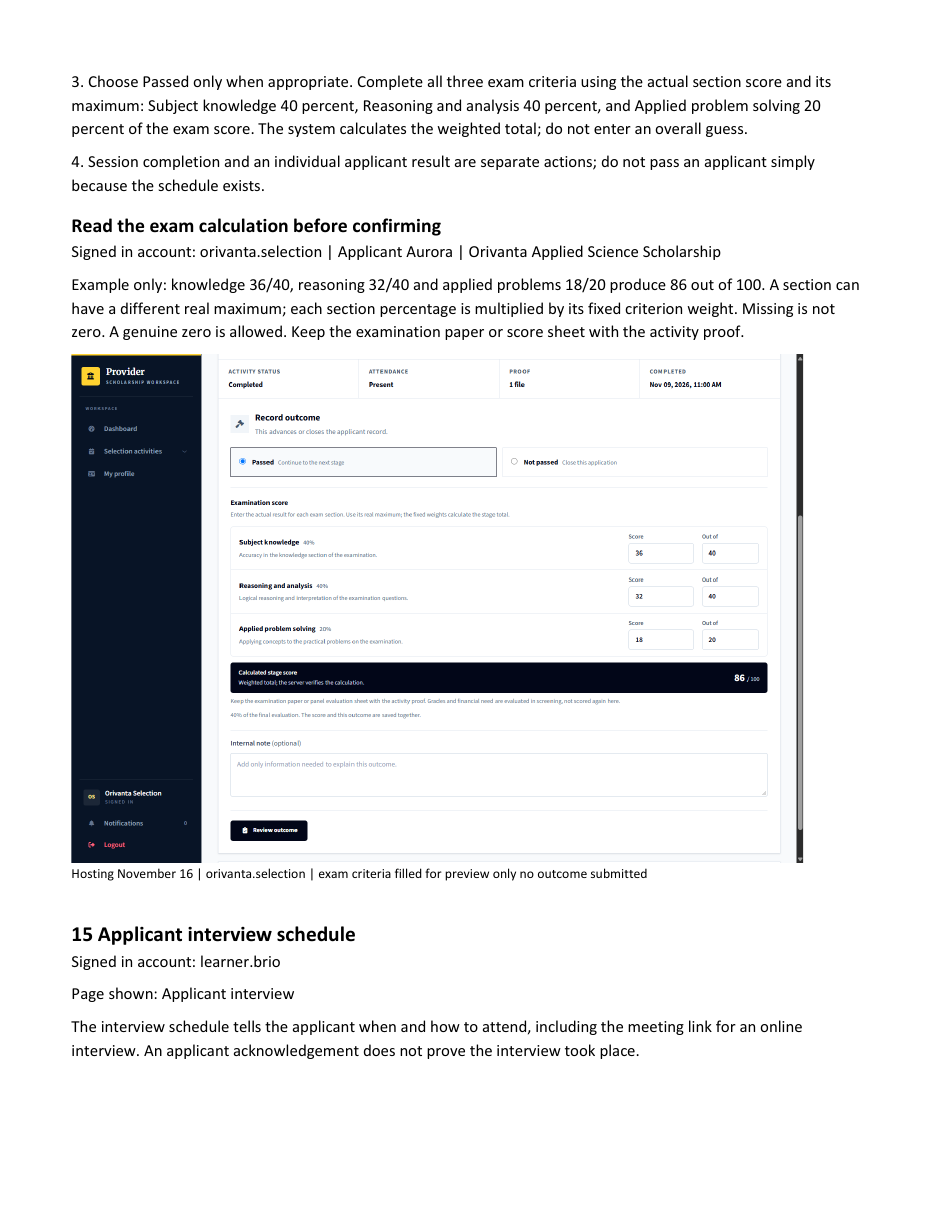 3. Choose Passed only when appropriate. Complete all three exam criteria using the actual section score and its
maximum: Subject knowledge 40 percent, Reasoning and analysis 40 percent, and Applied problem solving 20
percent of the exam score. The system calculates the weighted total; do not enter an overall guess.
4. Session completion and an individual applicant result are separate actions; do not pass an applicant simply
because the schedule exists.
Read the exam calculation before confirming
Signed in account: orivanta.selection | Applicant Aurora | Orivanta Applied Science Scholarship
Example only: knowledge 36/40, reasoning 32/40 and applied problems 18/20 produce 86 out of 100. A section can
have a different real maximum; each section percentage is multiplied by its fixed criterion weight. Missing is not
zero. A genuine zero is allowed. Keep the examination paper or score sheet with the activity proof.
Provider
SCHOLARSHIP WORKSPACE
WORKSPACE
Dashboard
Selection activities
My profile
OS
Orivanta Selection
SIGNED IN
Notifications 0
Logout
ACTIVITY STATUS ATTENDANCE PROOF COMPLETED
Completed Present 1 file Nov 09, 2026, 11:00 AM
Record outcome
This advances or closes the applicant record.
Passed Continue to the next stage Not passed Close this application
Examination score
Enter the actual result for each exam section. Use its real maximum; the fixed weights calculate the stage total.
Subject knowledge 40%
Accuracy in the knowledge section of the examination.
Score Out of
36 40
Reasoning and analysis 40%
Logical reasoning and interpretation of the examination questions.
Score Out of
32 40
Applied problem solving 20%
Applying concepts to the practical problems on the examination.
Score Out of
18 20
Calculated stage score
Weighted total; the server verifies the calculation.
86 / 100
Keep the examination paper or panel evaluation sheet with the activity proof. Grades and financial need are evaluated in screening, not scored again here.
40% of the final evaluation. The score and this outcome are saved together.
Internal note (optional)
Add only information needed to explain this outcome.
Review outcome
Hosting November 16 | orivanta.selection | exam criteria filled for preview only no outcome submitted
15 Applicant interview schedule
Signed in account: learner.brio
Page shown: Applicant interview
The interview schedule tells the applicant when and how to attend, including the meeting link for an online
interview. An applicant acknowledgement does not prove the interview took place.